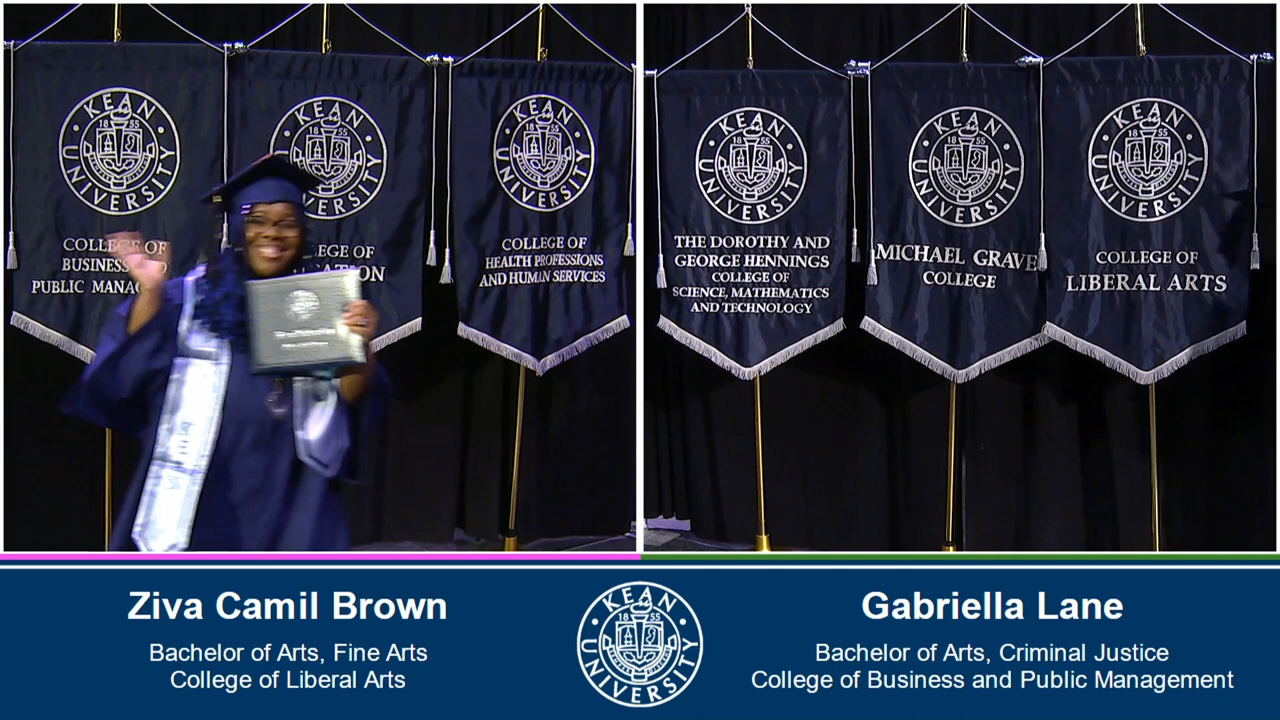 KEAN
1855
UNIVERSITY
COLLEGE OF
BUSINESS
PUBLIC
KEAN
UNIVERSITY
OF
KEAN
1855
UNIVERSITY
COLLEGE OF
HEALTH PROFESSIONS
AND HUMAN SERVICES
KEAN
1855
UNIVERSITY
THE DOROTHY AND
GEORGE HENNINGS
COLLEGE OF
SCIENCE, MATHEMATICS
AND TECHNOLOGY
KEAN
1855
UNIVERSITY
MICHAEL GRAVE
COLLEGE
KEAN
1855
UNIVERSITY
COLLEGE OF
LIBERAL ARTS
Ziva Camil Brown
Bachelor of Arts, Fine Arts
College of Liberal Arts
KEAN
1855
UNIVERSITY
Gabriella Lane
Bachelor of Arts, Criminal Justice
College of Business and Public Management